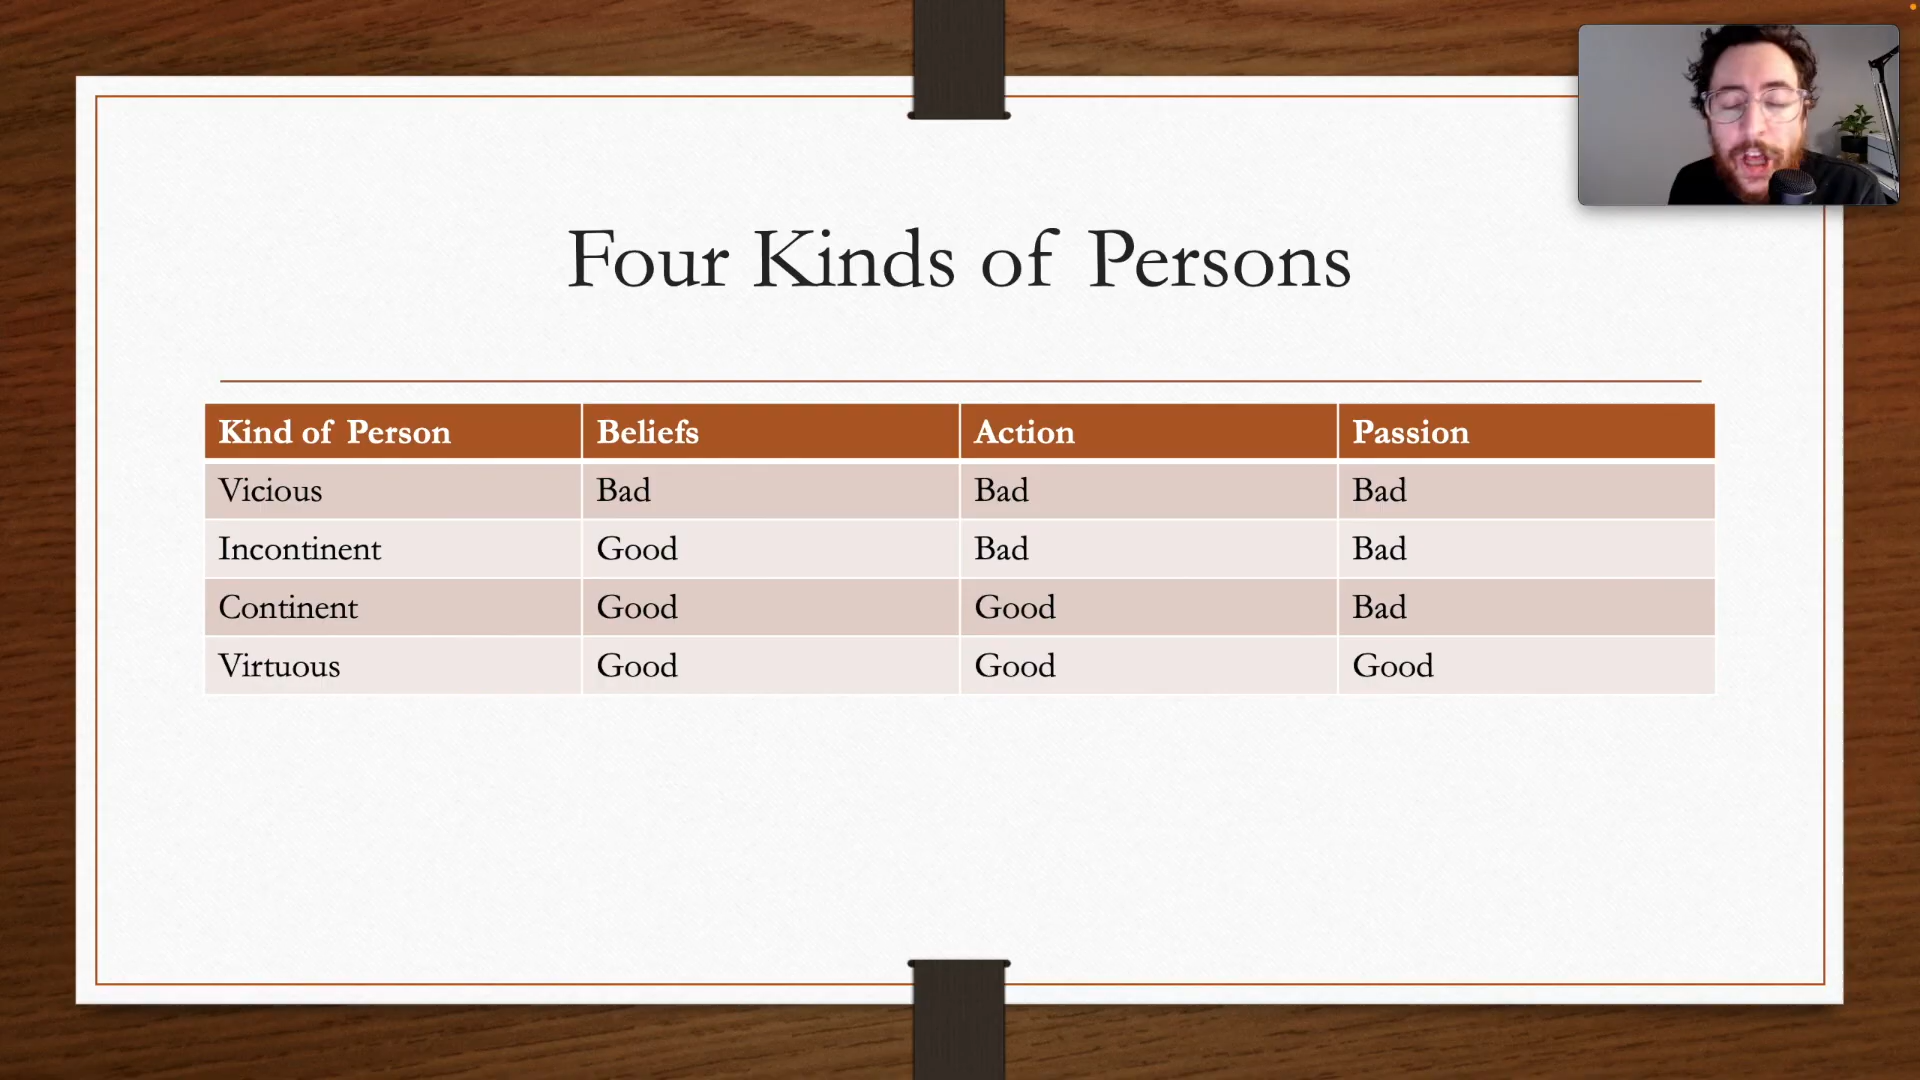 Four Kinds of Persons
Kind of Person Beliefs Action Passion
Vicious Bad Bad Bad
Incontinent Good Bad Bad
Continent Good Good Bad
Virtuous Good Good Good